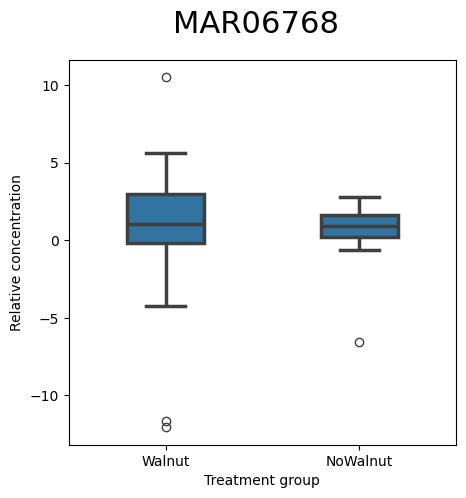 MAR06768
10
5
0
−5
−10
Relative concentration
Walnut
NoWalnut
Treatment group